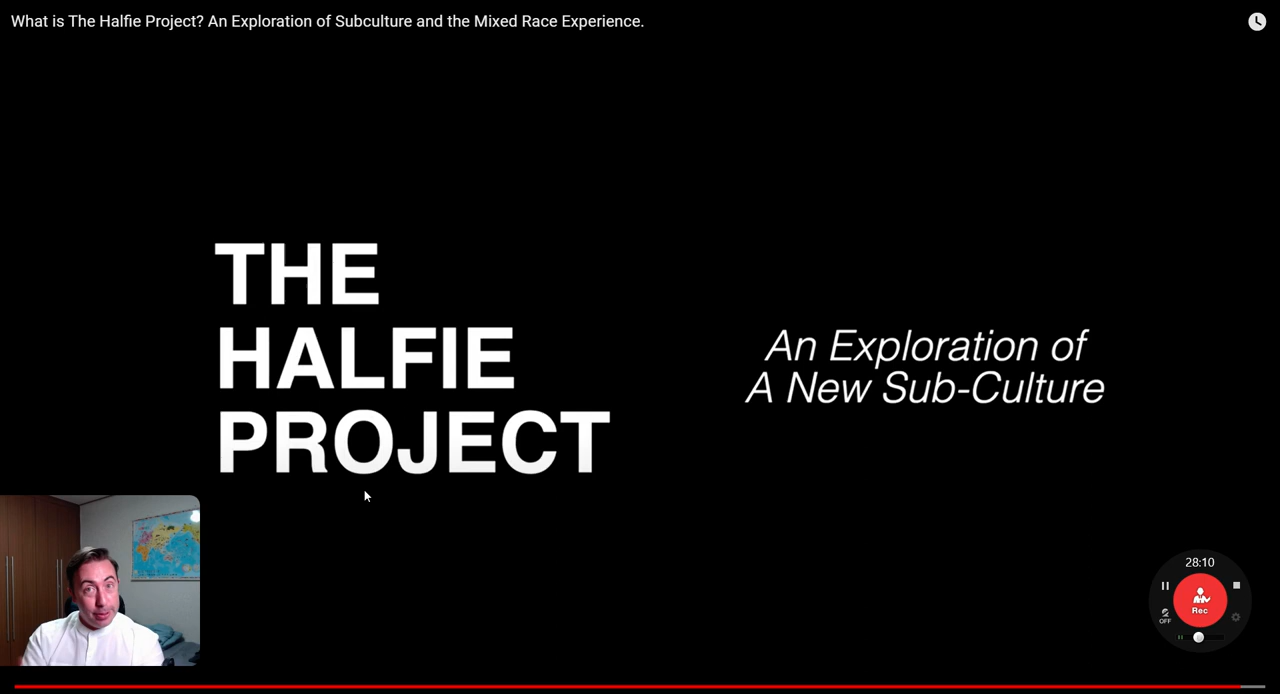 What is The Halfie Project? An Exploration of Subculture and the Mixed Race Experience.
THE
HALFIE
PROJECT
An Exploration of
A New Sub-Culture
28:10
Rec
OFF